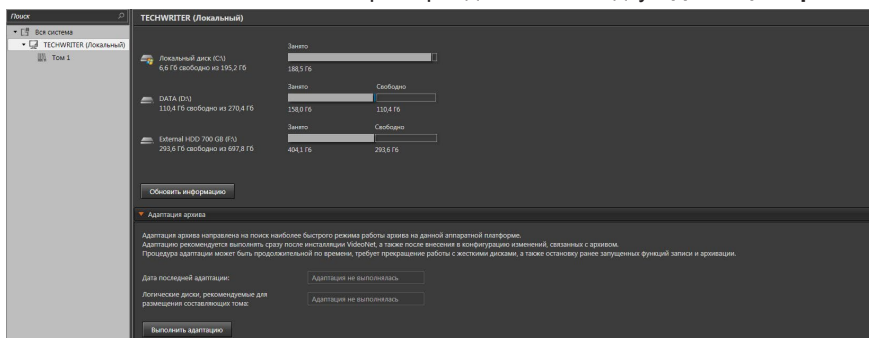 Поиск
TECHWRITER (Локальный)
Вся система
TECHWRITER (Локальный)
Том 1
Занято
Локальный диск (C:\)
6,6 Гб свободно из 195,2 Гб
188,5 Гб
Занято Свободно
DATA (D:\)
110,4 Гб свободно из 270,4 Гб
158,0 Гб 110,4 Гб
Занято Свободно
External HDD 700 GB (F:\)
293,6 Гб свободно из 697,8 Гб
404,1 Гб 293,6 Гб
Обновить информацию
Адаптация архива
Адаптация архива направлена на поиск наиболее быстрого режима работы архива на данной аппаратной платформе.
Адаптацию рекомендуется выполнять сразу после инсталляции VideoNet, а также после внесения в конфигурацию изменений, связанных с архивом.
Процедура адаптации может быть продолжительной по времени, требует прекращение работы с жесткими дисками, а также остановку ранее запущенных функций записи и архивации.
Дата последней адаптации: Адаптация не выполнялась
Логические диски, рекомендуемые для
размещения составляющих тома: Адаптация не выполнялась
Выполнить адаптацию